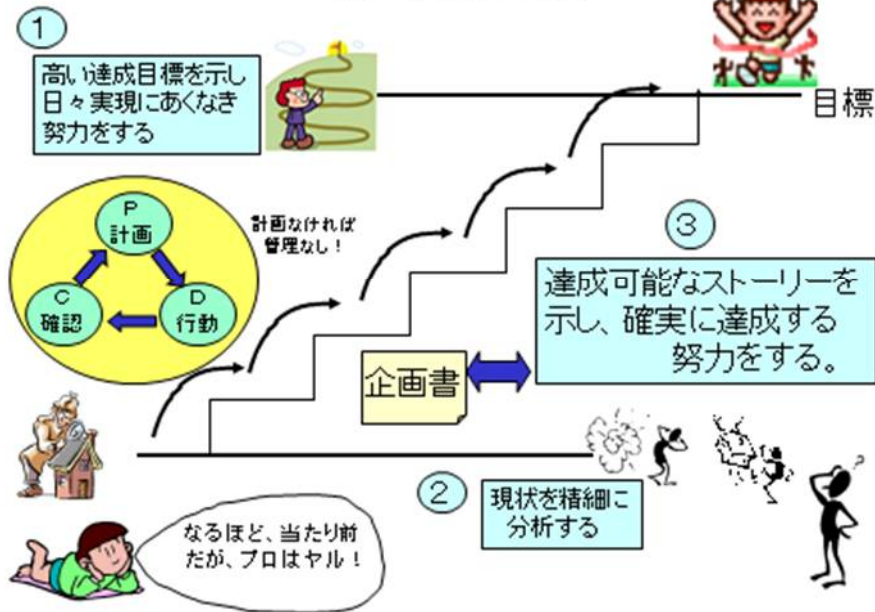 ①
高い達成目標を示し
日々実現にあくなき
努力をする
目標
P
計画
C
確認
D
行動
計画なければ
管理なし！
③
達成可能なストーリーを
示し、確実に達成する
努力をする。
企画書
②
現状を精細に
分析する
なるほど、当たり前
だが、プロはヤル！